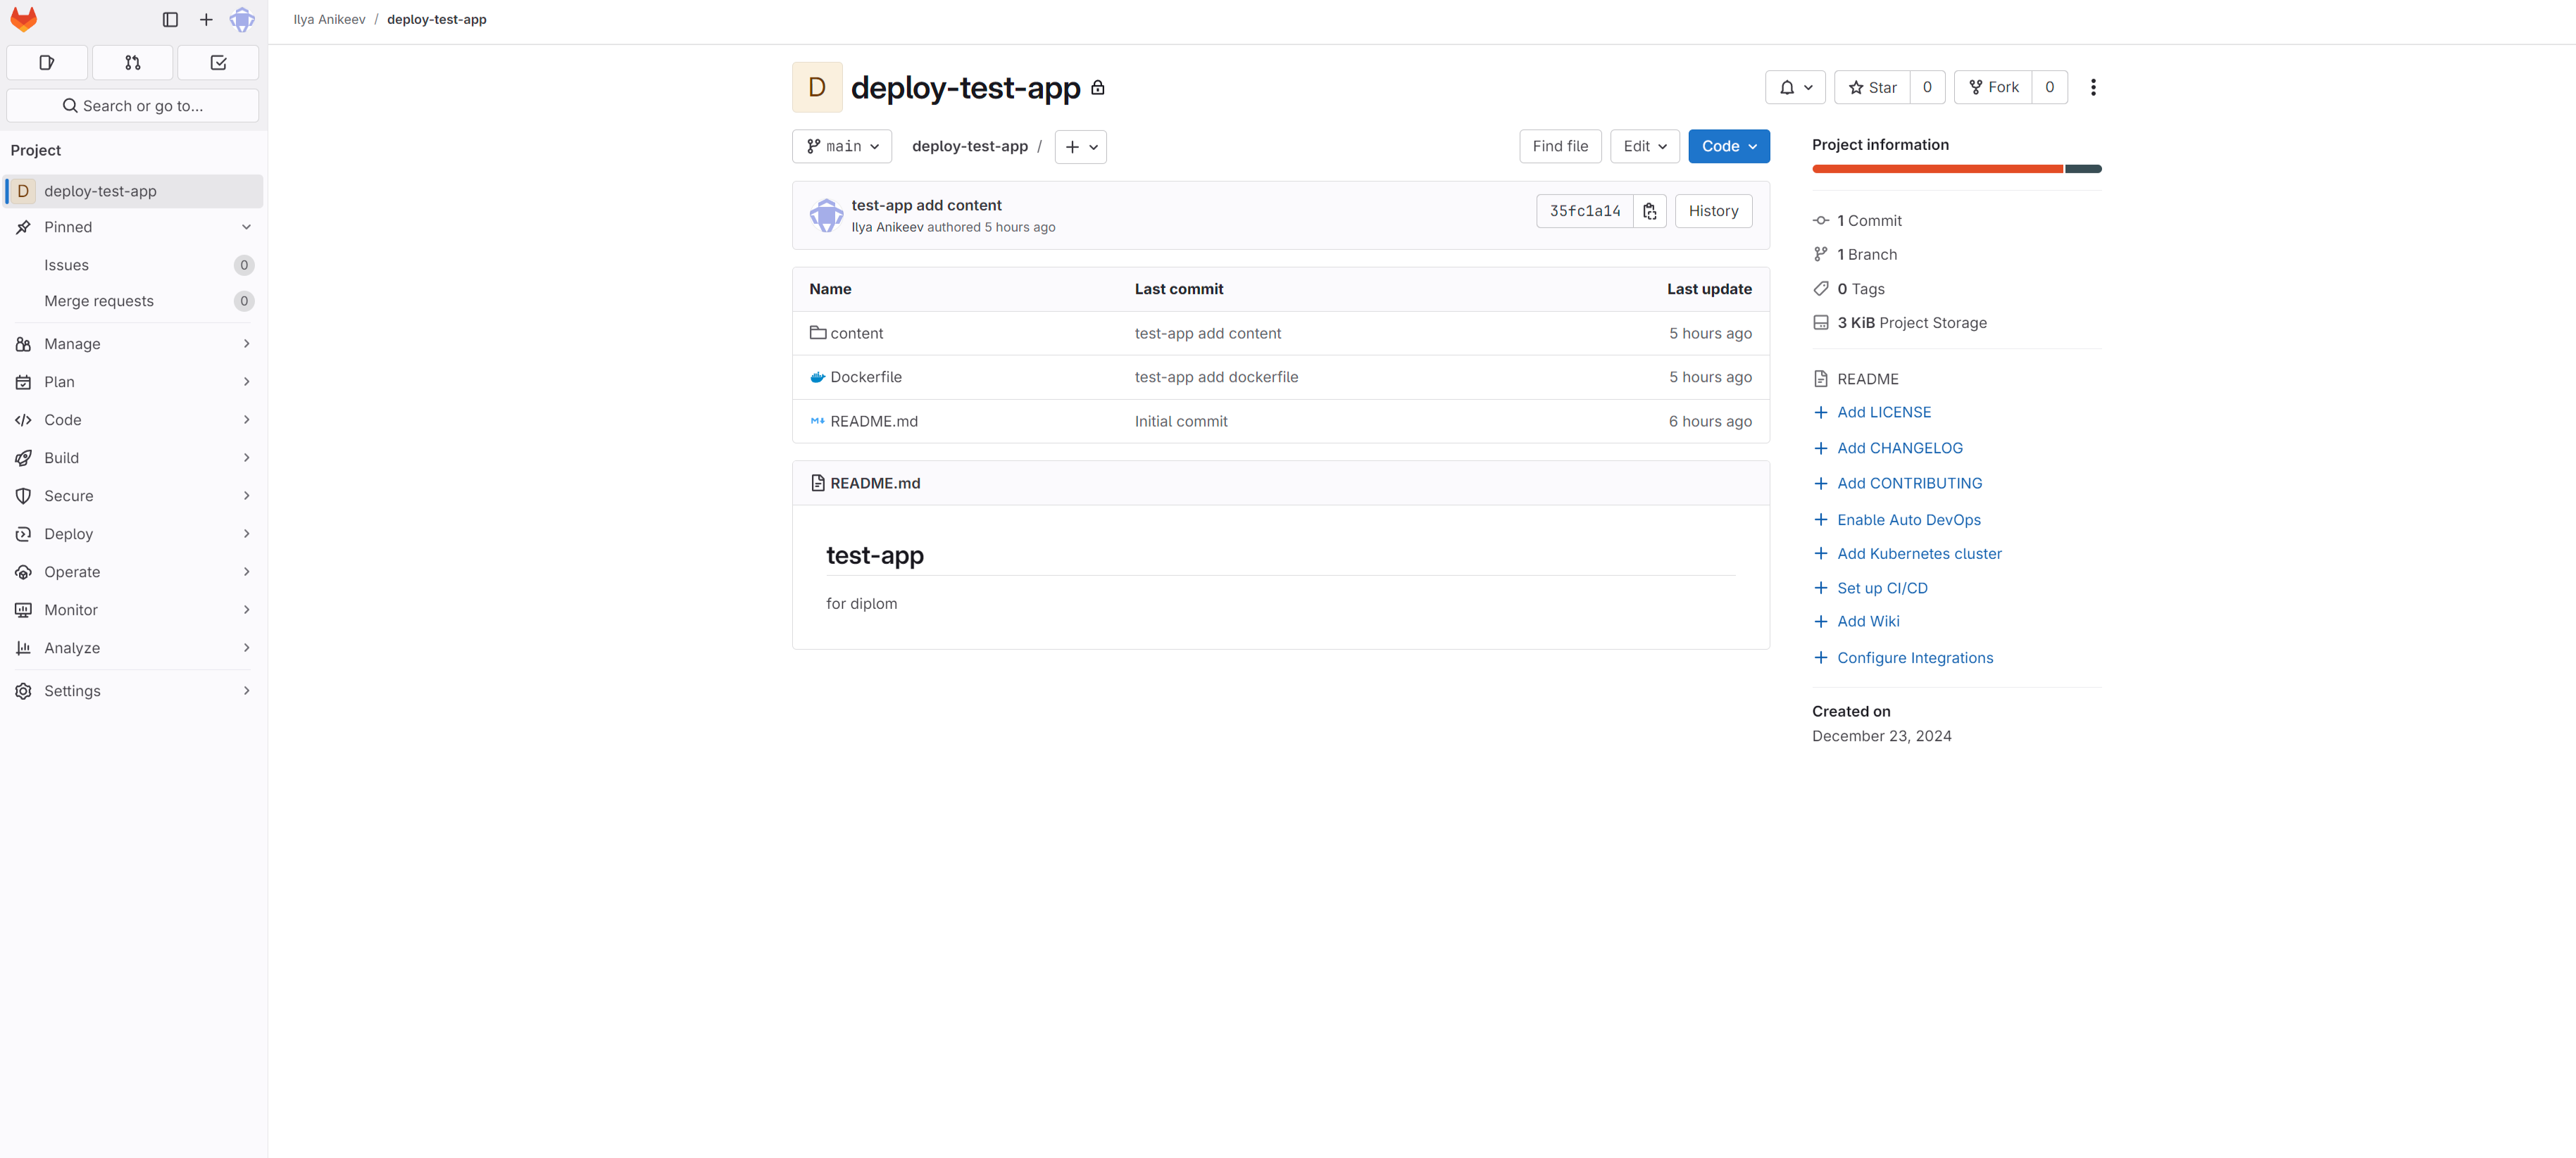 Ilya Anikeev / deploy-test-app
Search or go to...
Project
D deploy-test-app
Pinned
Issues 0
Merge requests 0
Manage
Plan
Code
Build
Secure
Deploy
Operate
Monitor
Analyze
Settings
D deploy-test-app
Star 0 Fork 0
main deploy-test-app / Find file Edit Code
test-app add content
Ilya Anikeev authored 5 hours ago
35fc1a14 History
Name Last commit Last update
content test-app add content 5 hours ago
Dockerfile test-app add dockerfile 5 hours ago
README.md Initial commit 6 hours ago
README.md
test-app
for diplom
Project information
1 Commit
1 Branch
0 Tags
3 KiB Project Storage
README
Add LICENSE
Add CHANGELOG
Add CONTRIBUTING
Enable Auto DevOps
Add Kubernetes cluster
Set up CI/CD
Add Wiki
Configure Integrations
Created on
December 23, 2024